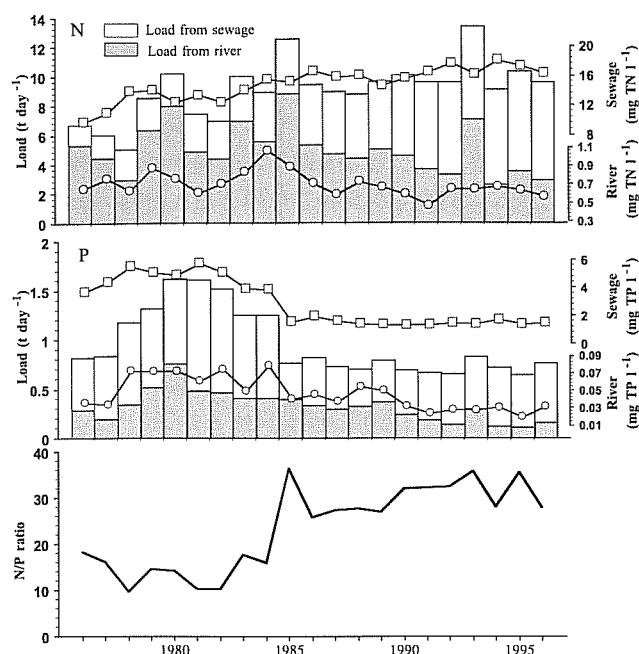 N
Load from sewage
Load from river
14
12
10
8
6
4
2
0
Load (t day -1)
20
16
12
8
Sewage
(mg TN l-1)
1.1
0.9
0.7
0.5
0.3
River
(mg TN l-1)
P
2
1.5
1
0.5
0
Load (t day -1)
6
4
2
0
Sewage
(mg TP l-1)
0.09
0.07
0.05
0.03
0.01
River
(mg TP l-1)
40
30
20
10
0
N/P ratio
1980
1985
1990
1995